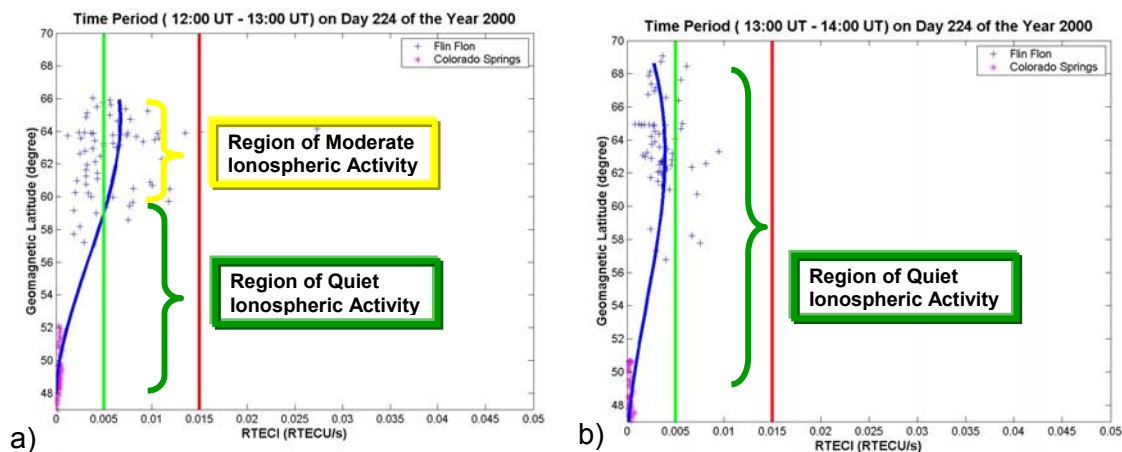 Time Period ( 12:00 UT - 13:00 UT) on Day 224 of the Year 2000
70
68
66
64
62
60
58
56
54
52
50
48
Geomagnetic Latitude (degree)
Flin Flon
Colorado Springs
Region of Moderate
Ionospheric Activity
Region of Quiet
Ionospheric Activity
0
0.005
0.01
0.015
0.02
0.025
0.03
0.035
0.04
0.045
0.05
RTECI (RTECU/s)
a)
Time Period ( 13:00 UT - 14:00 UT) on Day 224 of the Year 2000
70
68
66
64
62
60
58
56
54
52
50
48
Geomagnetic Latitude (degree)
Flin Flon
Colorado Springs
Region of Quiet
Ionospheric Activity
0
0.005
0.01
0.015
0.02
0.025
0.03
0.035
0.04
0.045
0.05
RTECI (RTECU/s)
b)